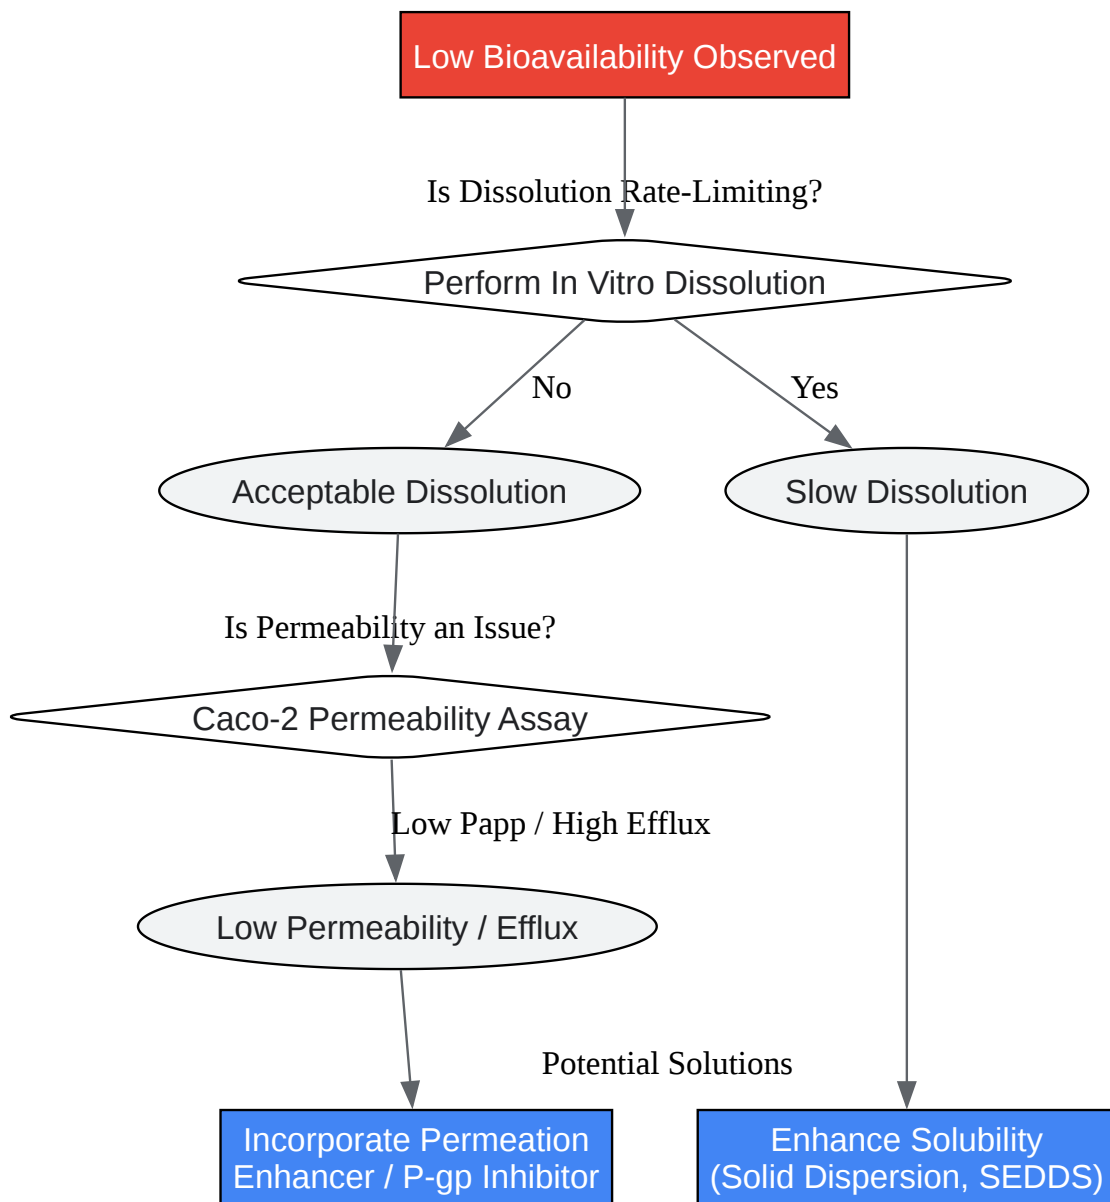 Low Bioavailability Observed
Is Dissolution Rate-Limiting?
Perform In Vitro Dissolution
No
Yes
Acceptable Dissolution
Slow Dissolution
Is Permeability an Issue?
Caco-2 Permeability Assay
Low Papp / High Efflux
Low Permeability / Efflux
Potential Solutions
Incorporate Permeation
Enhancer / P-gp Inhibitor
Enhance Solubility
(Solid Dispersion, SEDDS)